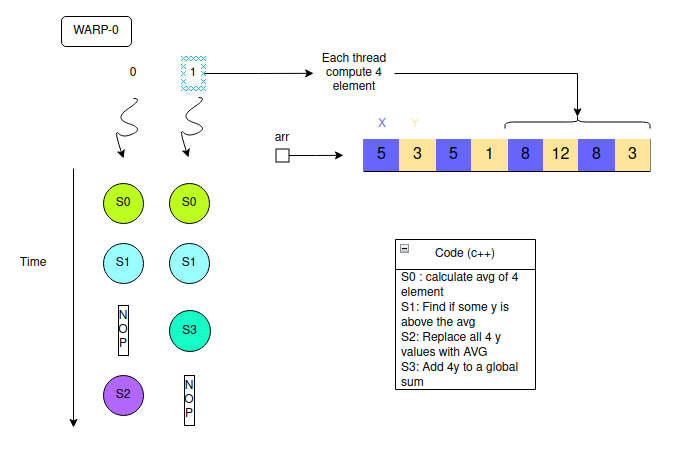 WARP-0
0
1
Each thread
compute 4
element
X Y
arr
5 3 5 1 8 12 8 3
S0 S0
Time
S1 S1
N
O
P
S3
S2
N
O
P
Code (c++)
S0 : calculate avg of 4
element
S1: Find if some y is
above the avg
S2: Replace all 4 y
values with AVG
S3: Add 4y to a global
sum